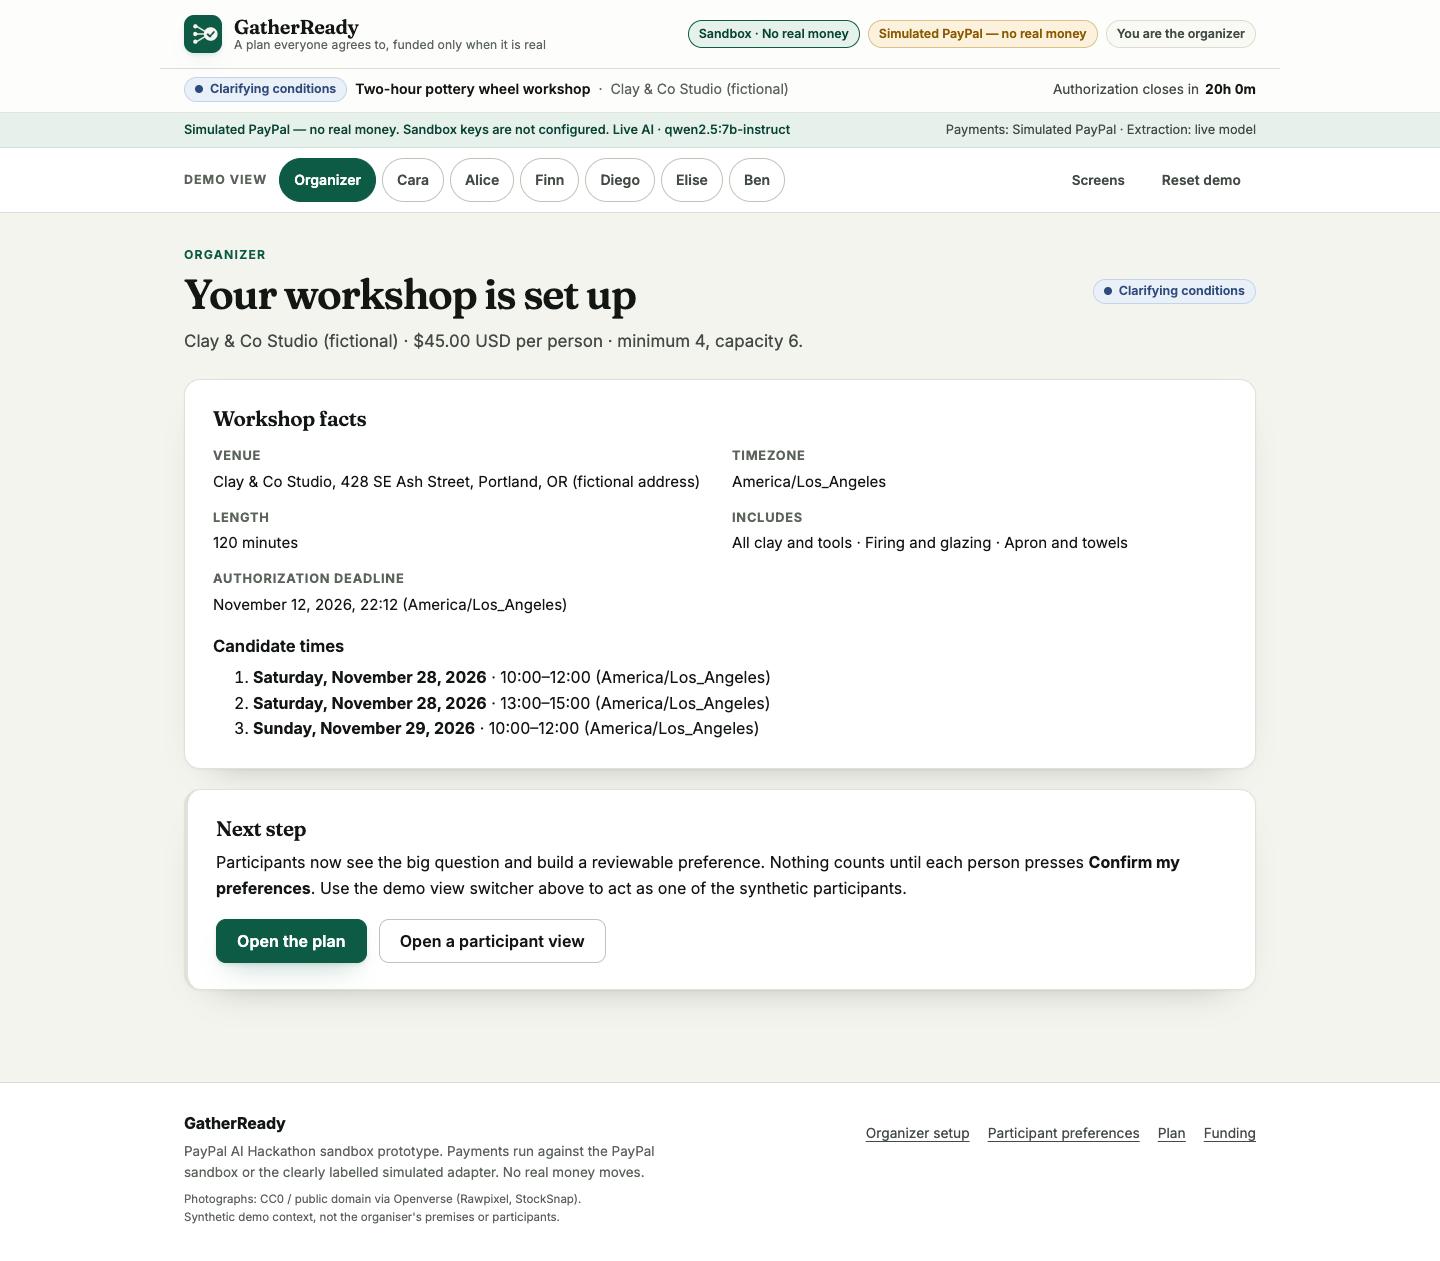 GatherReady
A plan everyone agrees to, funded only when it is real
Sandbox · No real money
Simulated PayPal — no real money
You are the organizer
Clarifying conditions
Two-hour pottery wheel workshop · Clay & Co Studio (fictional)
Authorization closes in 20h 0m
Simulated PayPal — no real money. Sandbox keys are not configured. Live AI · qwen2.5:7b-instruct
Payments: Simulated PayPal · Extraction: live model
DEMO VIEW
Organizer
Cara
Alice
Finn
Diego
Elise
Ben
Screens
Reset demo
ORGANIZER
Your workshop is set up
Clarifying conditions
Clay & Co Studio (fictional) · $45.00 USD per person · minimum 4, capacity 6.
Workshop facts
VENUE
Clay & Co Studio, 428 SE Ash Street, Portland, OR (fictional address)
TIMEZONE
America/Los_Angeles
LENGTH
120 minutes
INCLUDES
All clay and tools · Firing and glazing · Apron and towels
AUTHORIZATION DEADLINE
November 12, 2026, 22:12 (America/Los_Angeles)
Candidate times
1. Saturday, November 28, 2026 · 10:00–12:00 (America/Los_Angeles)
2. Saturday, November 28, 2026 · 13:00–15:00 (America/Los_Angeles)
3. Sunday, November 29, 2026 · 10:00–12:00 (America/Los_Angeles)
Next step
Participants now see the big question and build a reviewable preference. Nothing counts until each person presses Confirm my
preferences. Use the demo view switcher above to act as one of the synthetic participants.
Open the plan
Open a participant view
GatherReady
PayPal AI Hackathon sandbox prototype. Payments run against the PayPal
sandbox or the clearly labelled simulated adapter. No real money moves.
Photographs: CC0 / public domain via Openverse (Rawpixel, StockSnap).
Synthetic demo context, not the organiser's premises or participants.
Organizer setup
Participant preferences
Plan
Funding